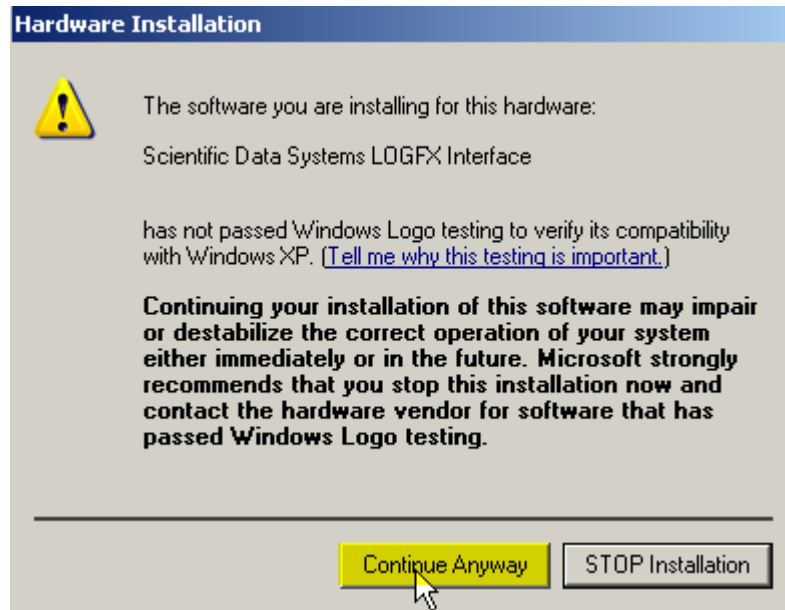 Hardware Installation
The software you are installing for this hardware:
Scientific Data Systems LOGFX Interface
has not passed Windows Logo testing to verify its compatibility
with Windows XP. (Tell me why this testing is important.)
Continuing your installation of this software may impair
or destabilize the correct operation of your system
either immediately or in the future. Microsoft strongly
recommends that you stop this installation now and
contact the hardware vendor for software that has
passed Windows Logo testing.
Continue Anyway
STOP Installation